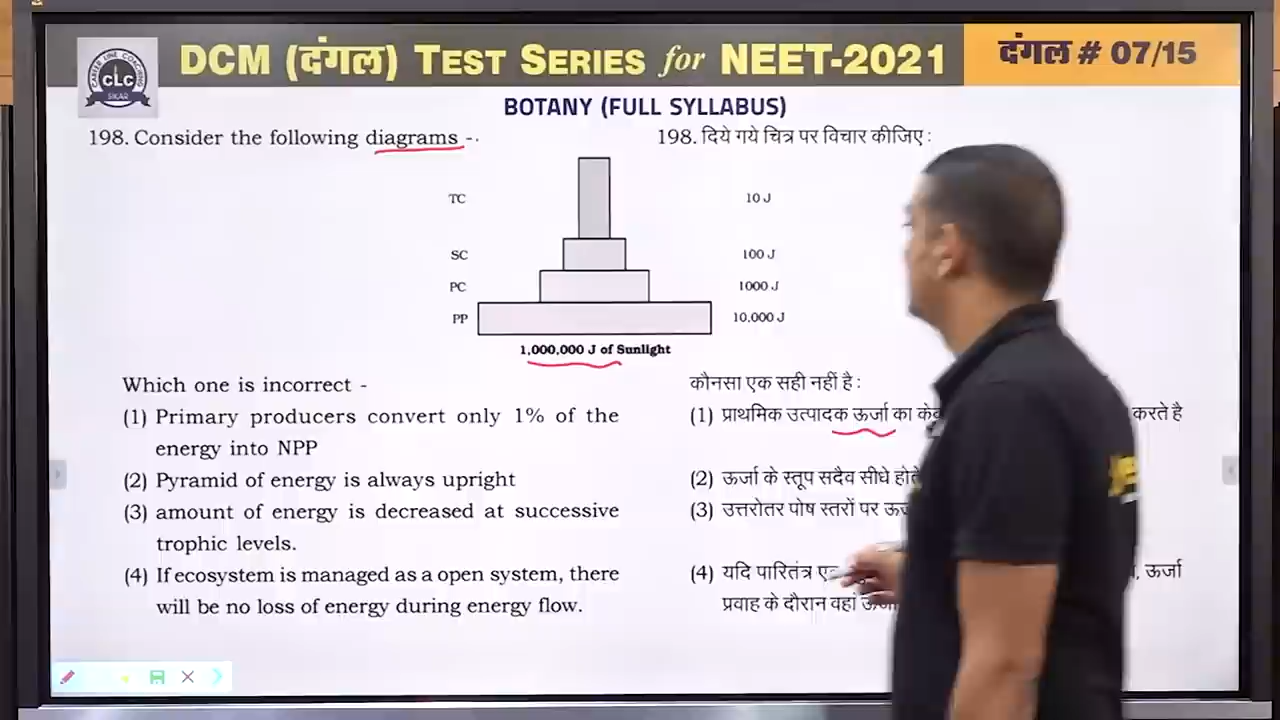 DCM (दंगल) TEST SERIES for NEET-2021
दंगल # 07/15
CLC
SIKAR
BOTANY (FULL SYLLABUS)
198. Consider the following diagrams -
TC 10 J
SC 100 J
PC 1000 J
PP 10,000 J
1,000,000 J of Sunlight
Which one is incorrect -
(1) Primary producers convert only 1% of the
energy into NPP
(2) Pyramid of energy is always upright
(3) amount of energy is decreased at successive
trophic levels.
(4) If ecosystem is managed as a open system, there
will be no loss of energy during energy flow.
198. दिये गये चित्र पर विचार कीजिए :
कौनसा एक सही नहीं है :
(1) प्राथमिक उत्पादक ऊर्जा का करते है
(2) ऊर्जा के स्तूप सदैव सीधे
(3) उत्तरोतर पोष स्तरों पर
(4) यदि पारितंत्र ऊर्जा
प्रवाह के दौरान वहां